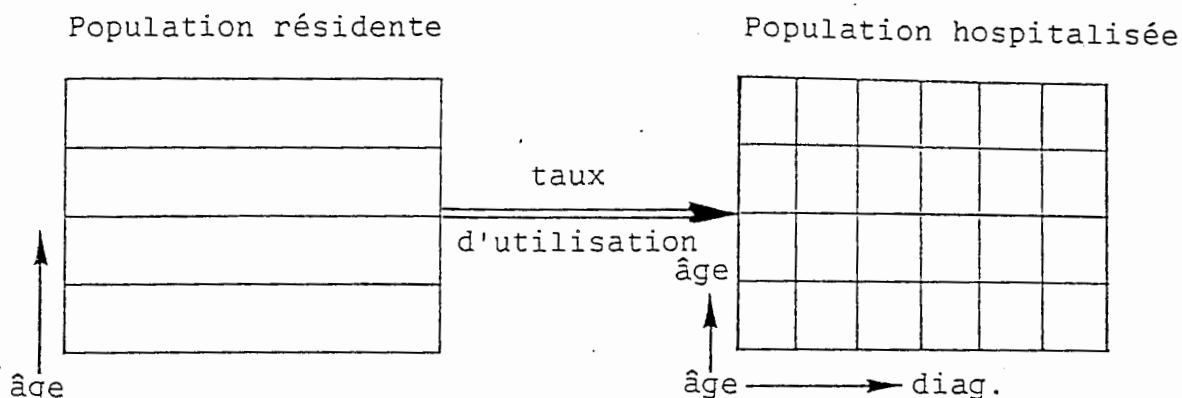 Population résidente
Population hospitalisée
taux
d'utilisation
âge
âge
âge
diag.